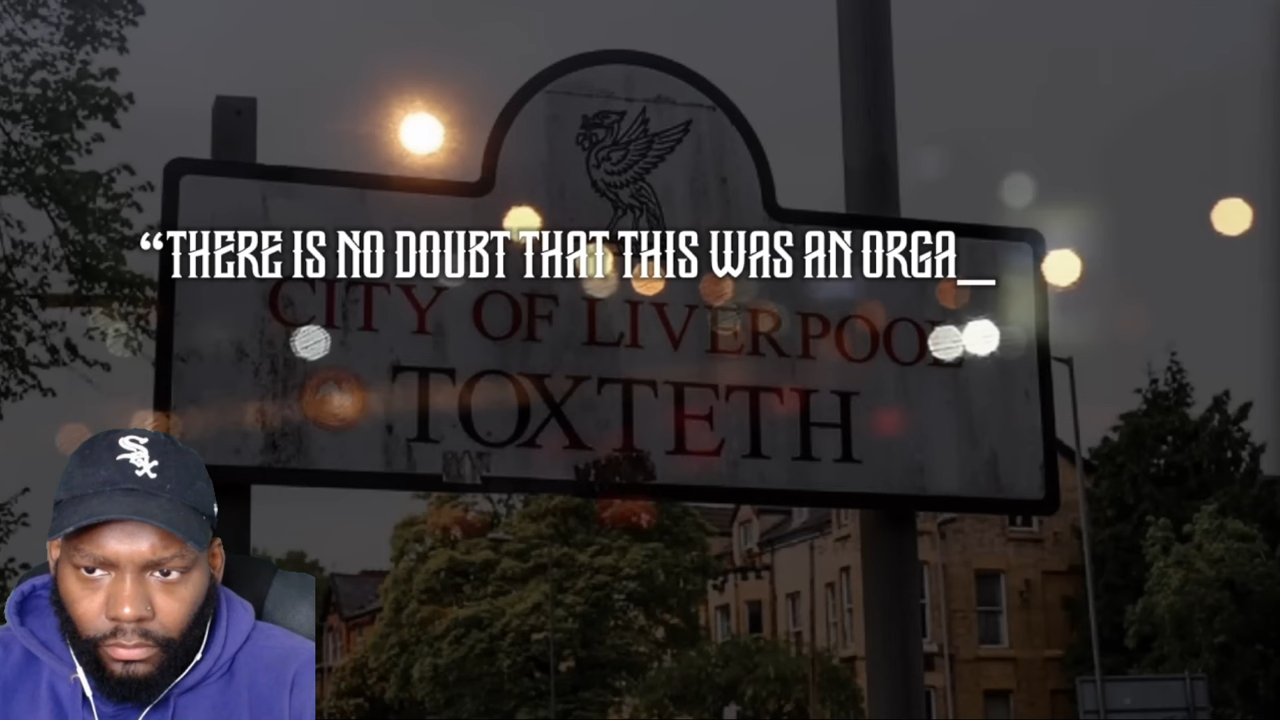 “THERE IS NO DOUBT THAT THIS WAS AN ORGA_
CITY OF LIVERPOOL
TOXTETH
Sox